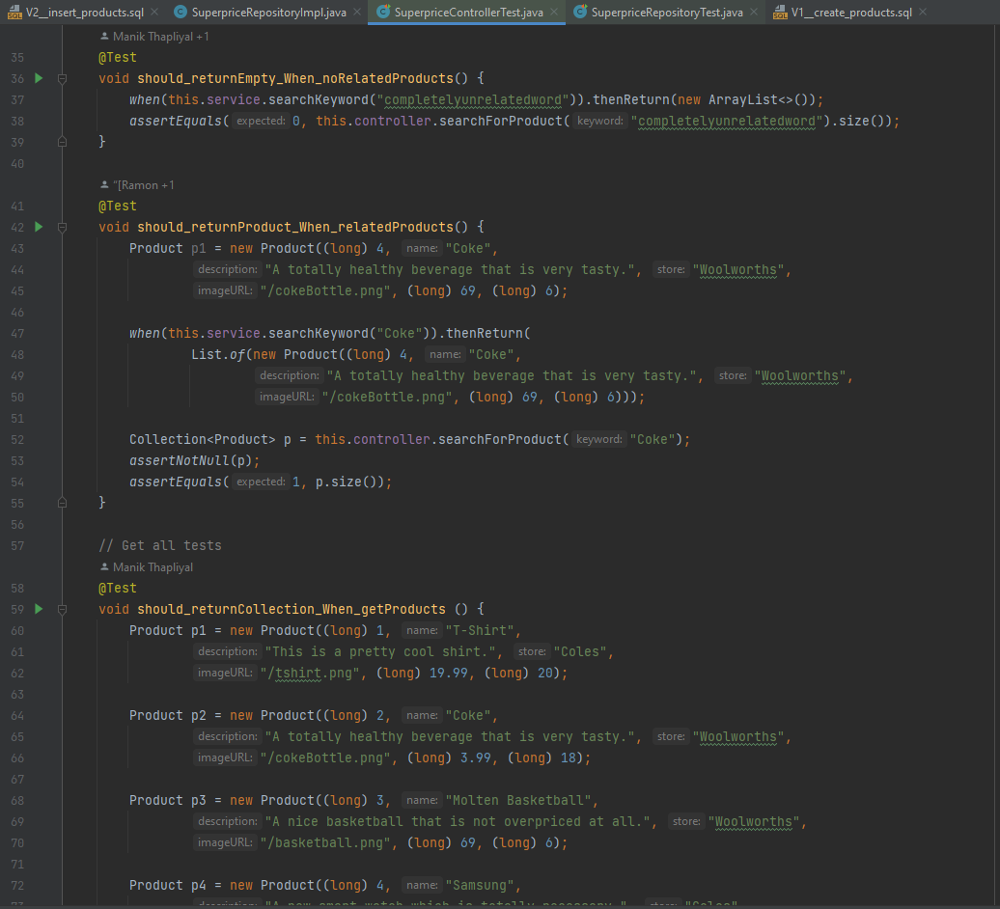 V2__insert_products.sql × SuperpriceRepositoryImpl.java × SuperpriceControllerTest.java × SuperpriceRepositoryTest.java × V1__create_products.sql ×
Manik Thapliyal +1
35 @Test
36 void should_returnEmpty_When_noRelatedProducts() {
37 when(this.service.searchKeyword("completelyunrelatedword")).thenReturn(new ArrayList<>());
38 assertEquals( expected: 0, this.controller.searchForProduct( keyword: "completelyunrelatedword").size());
39 }
40
"[Ramon +1
41 @Test
42 void should_returnProduct_When_relatedProducts() {
43 Product p1 = new Product((long) 4, name: "Coke",
44 description: "A totally healthy beverage that is very tasty.", store: "Woolworths",
45 imageURL: "/cokeBottle.png", (long) 69, (long) 6);
46
47 when(this.service.searchKeyword("Coke")).thenReturn(
48 List.of(new Product((long) 4, name: "Coke",
49 description: "A totally healthy beverage that is very tasty.", store: "Woolworths",
50 imageURL: "/cokeBottle.png", (long) 69, (long) 6)));
51
52 Collection<Product> p = this.controller.searchForProduct( keyword: "Coke");
53 assertNotNull(p);
54 assertEquals( expected: 1, p.size());
55 }
56
57 // Get all tests
Manik Thapliyal
58 @Test
59 void should_returnCollection_When_getProducts () {
60 Product p1 = new Product((long) 1, name: "T-Shirt",
61 description: "This is a pretty cool shirt.", store: "Coles",
62 imageURL: "/tshirt.png", (long) 19.99, (long) 20);
63
64 Product p2 = new Product((long) 2, name: "Coke",
65 description: "A totally healthy beverage that is very tasty.", store: "Woolworths",
66 imageURL: "/cokeBottle.png", (long) 3.99, (long) 18);
67
68 Product p3 = new Product((long) 3, name: "Molten Basketball",
69 description: "A nice basketball that is not overpriced at all.", store: "Woolworths",
70 imageURL: "/basketball.png", (long) 69, (long) 6);
71
72 Product p4 = new Product((long) 4, name: "Samsung",
73 description: "A new smart watch which is totally necessary.", store: "Coles",